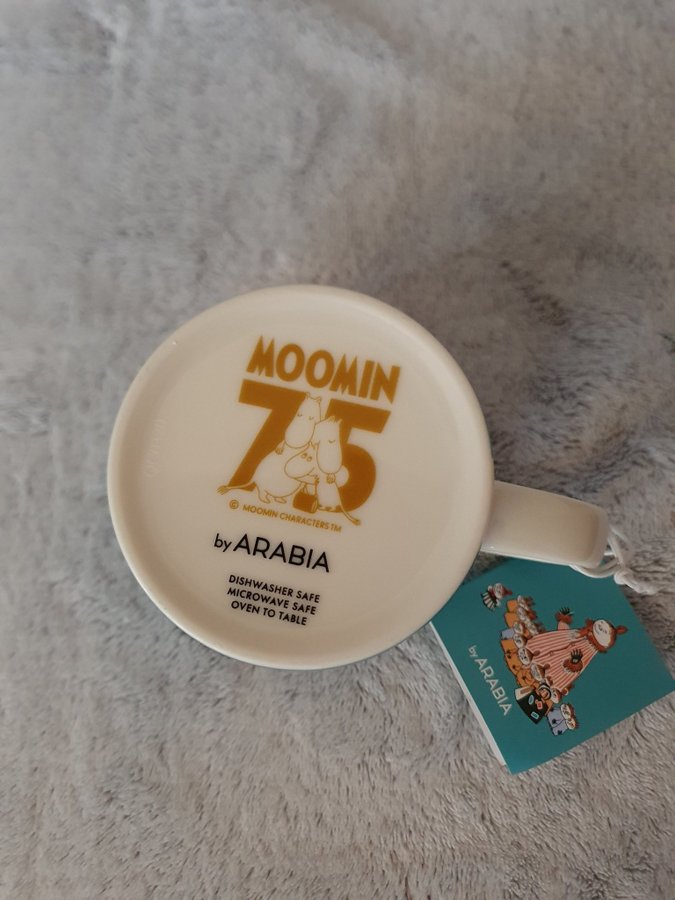 MOOMIN
75
© MOOMIN CHARACTERS TM
by ARABIA
DISHWASHER SAFE
MICROWAVE SAFE
OVEN TO TABLE
by ARABIA